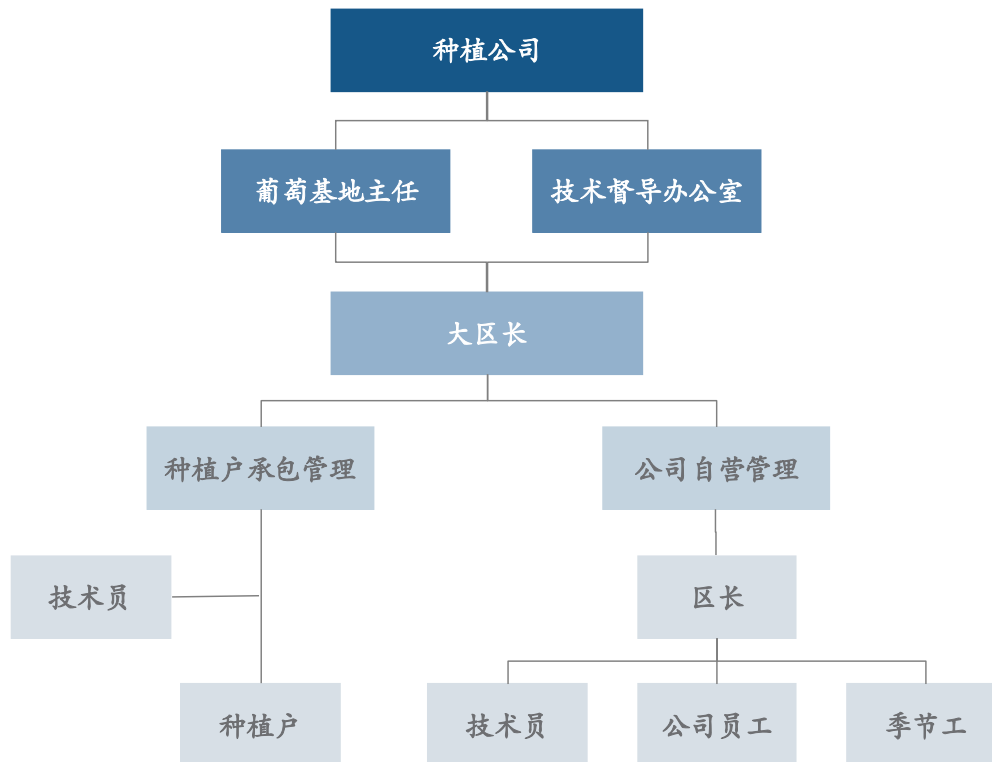 种植公司
葡萄基地主任
技术督导办公室
大区长
种植户承包管理
公司自营管理
技术员
区长
种植户
技术员
公司员工
季节工